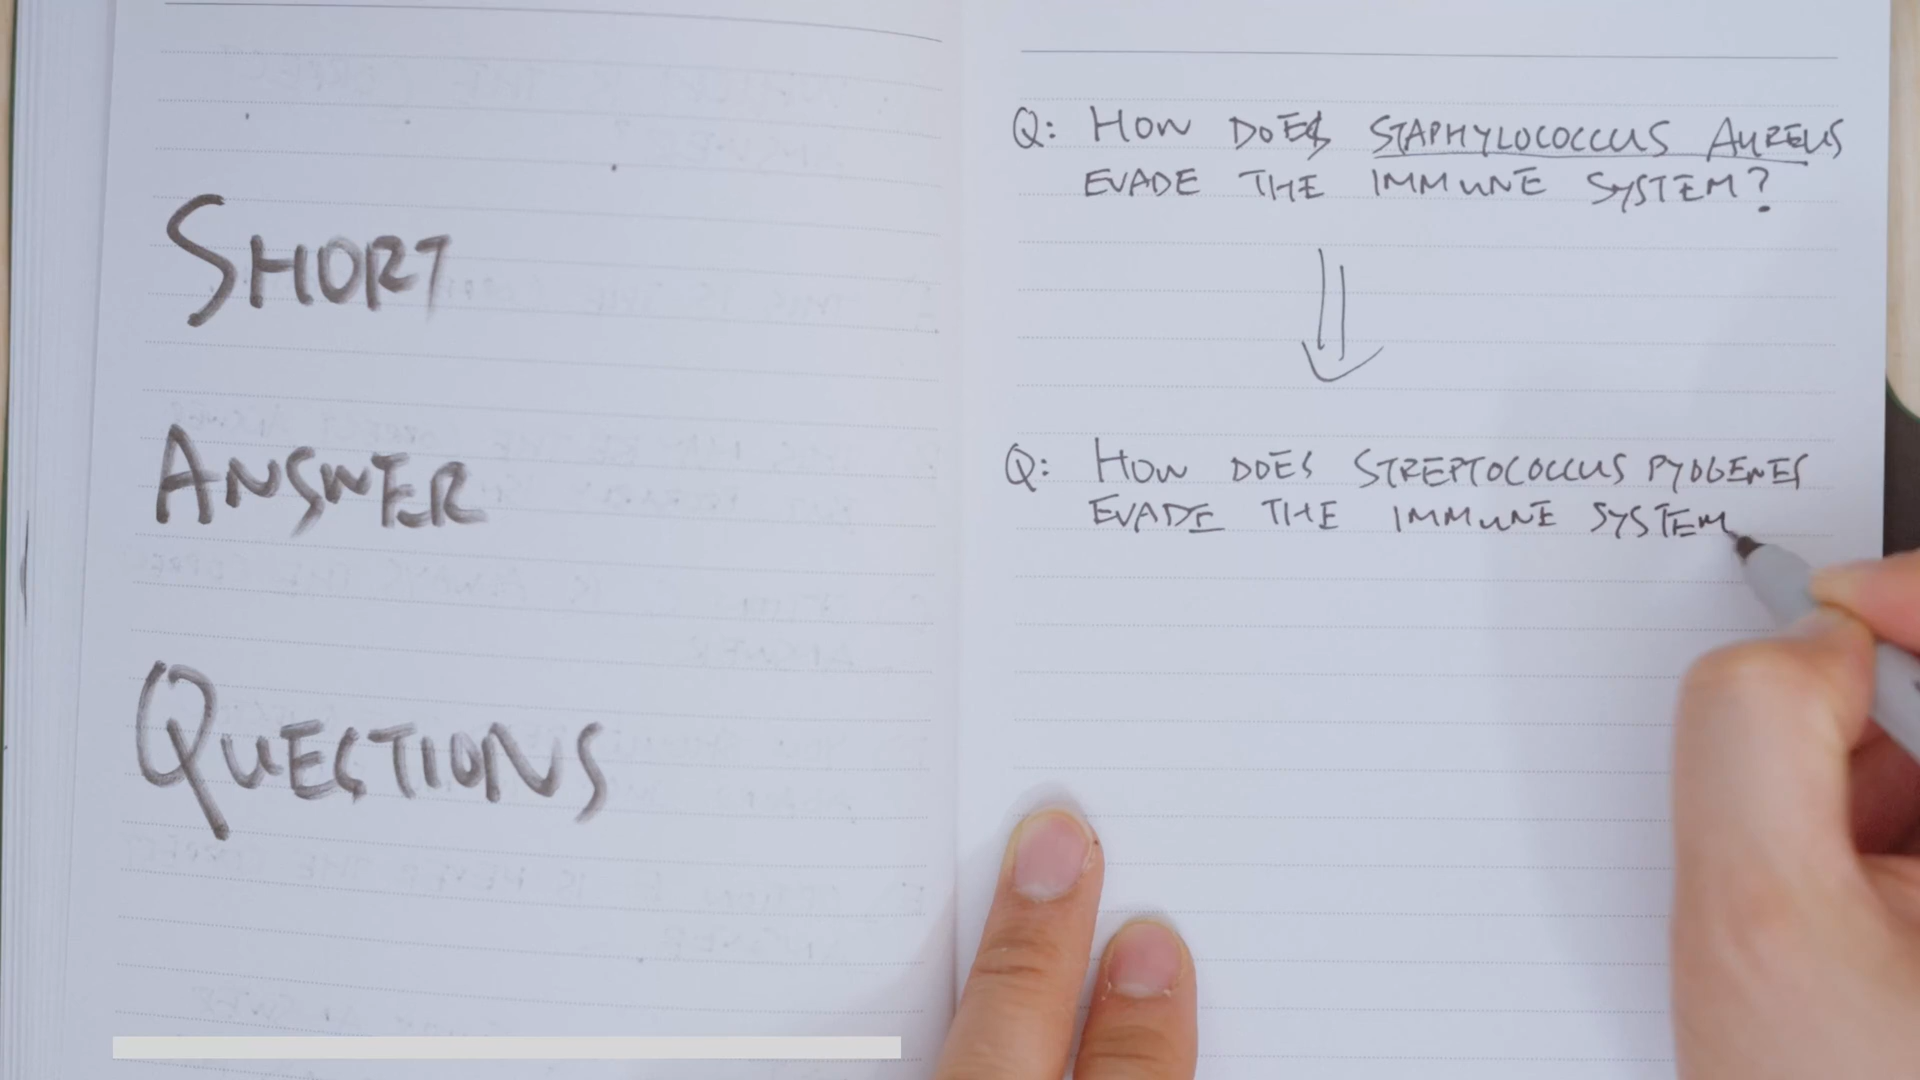 SHORT
ANSWER
QUESTIONS
Q: HOW DOES STAPHYLOCOCCUS AUREUS
EVADE THE IMMUNE SYSTEM?
Q: HOW DOES STREPTOCOCCUS PYOGENES
EVADE THE IMMUNE SYSTEM